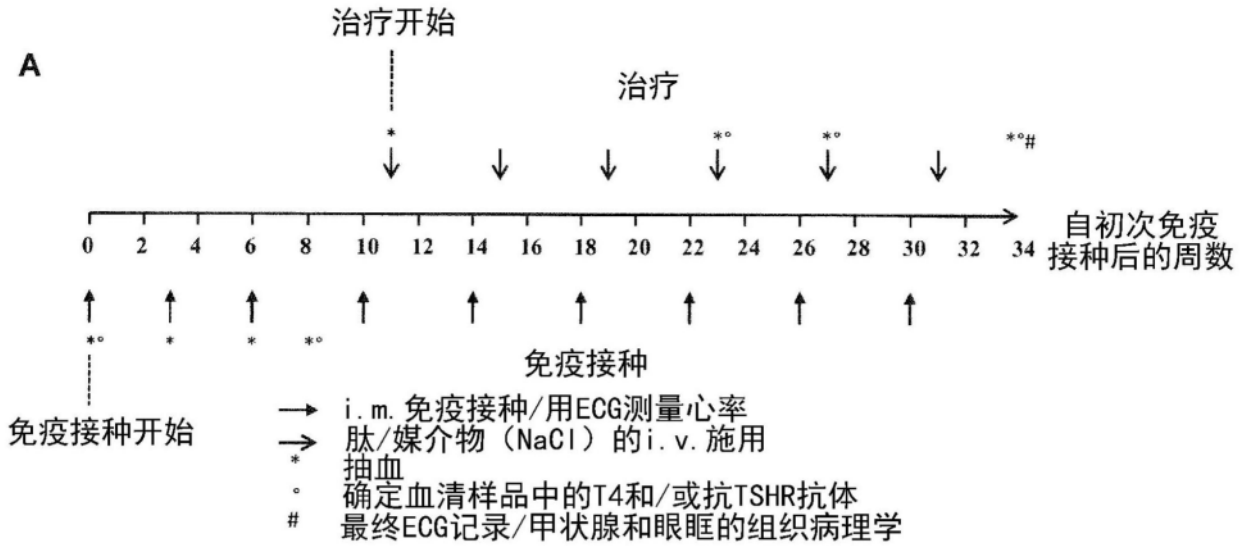 治疗开始
A
治疗
*
*°
*°
*°#
0 2 4 6 8 10 12 14 16 18 20 22 24 26 28 30 32 34
自初次免疫
接种后的周数
*°
*
*
*°
免疫接种
免疫接种开始
i.m.免疫接种/用ECG测量心率
肽/媒介物（NaCl）的i.v.施用
* 抽血
° 确定血清样品中的T4和/或抗TSHR抗体
# 最终ECG记录/甲状腺和眼眶的组织病理学